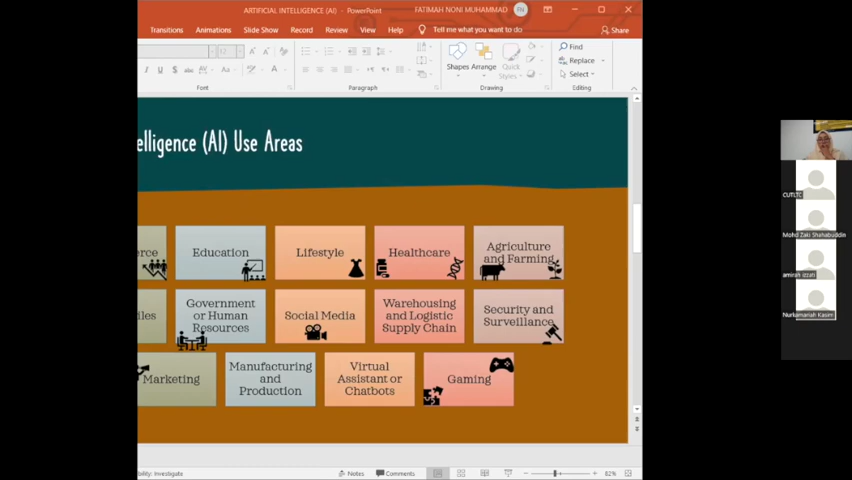 ARTIFICIAL INTELLIGENCE (AI) - PowerPoint
FATIMAH NONI MUHAMMAD
FN
Transitions Animations Slide Show Record Review View Help Tell me what you want to do Share
Shapes Arrange Quick Styles
Find
Replace
Select
Font Paragraph Drawing Editing
elligence (AI) Use Areas
erce
Education
Lifestyle
Healthcare
Agriculture
and Farming
iles
Government
or Human
Resources
Social Media
Warehousing
and Logistic
Supply Chain
Security and
Surveillance
Marketing
Manufacturing
and
Production
Virtual
Assistant or
Chatbots
Gaming
CUTLTC
Mohd Zaki Shahabuddin
amirah izzati
Nurkamariah Kasim
bility: Investigate
Notes Comments
82%